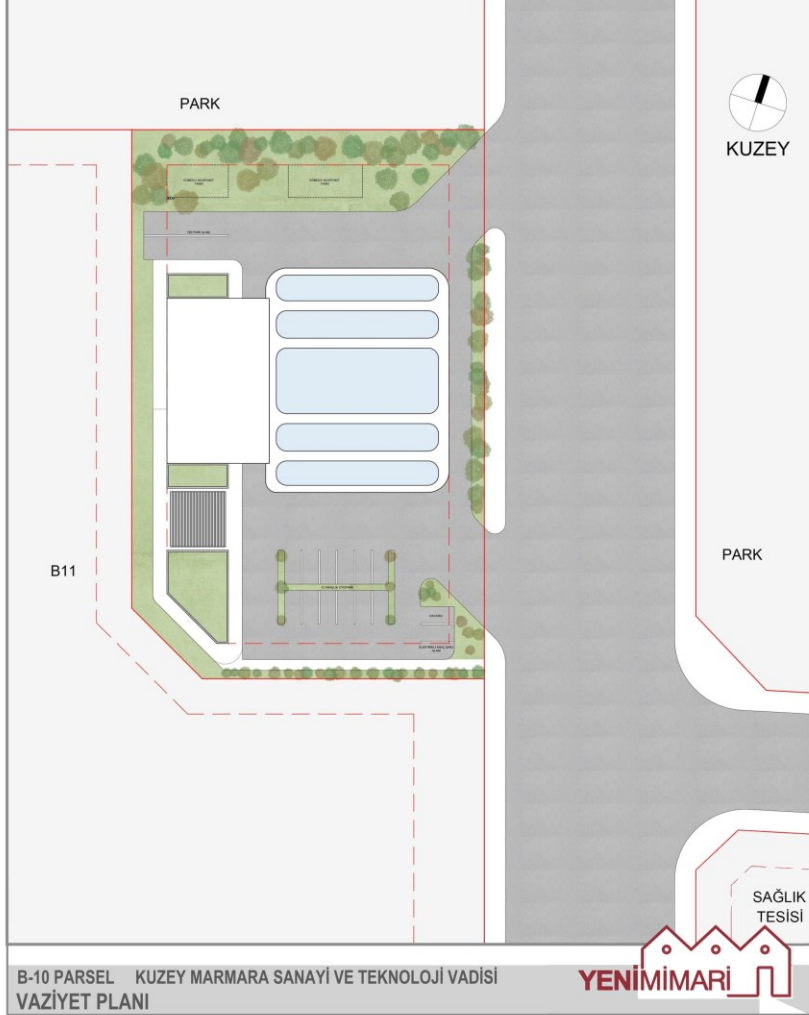 PARK
KUZEY
B11
PARK
SAĞLIK
TESİSİ
B-10 PARSEL KUZEY MARMARA SANAYİ VE TEKNOLOJİ VADİSİ
VAZİYET PLANI
YENİMİMARİ